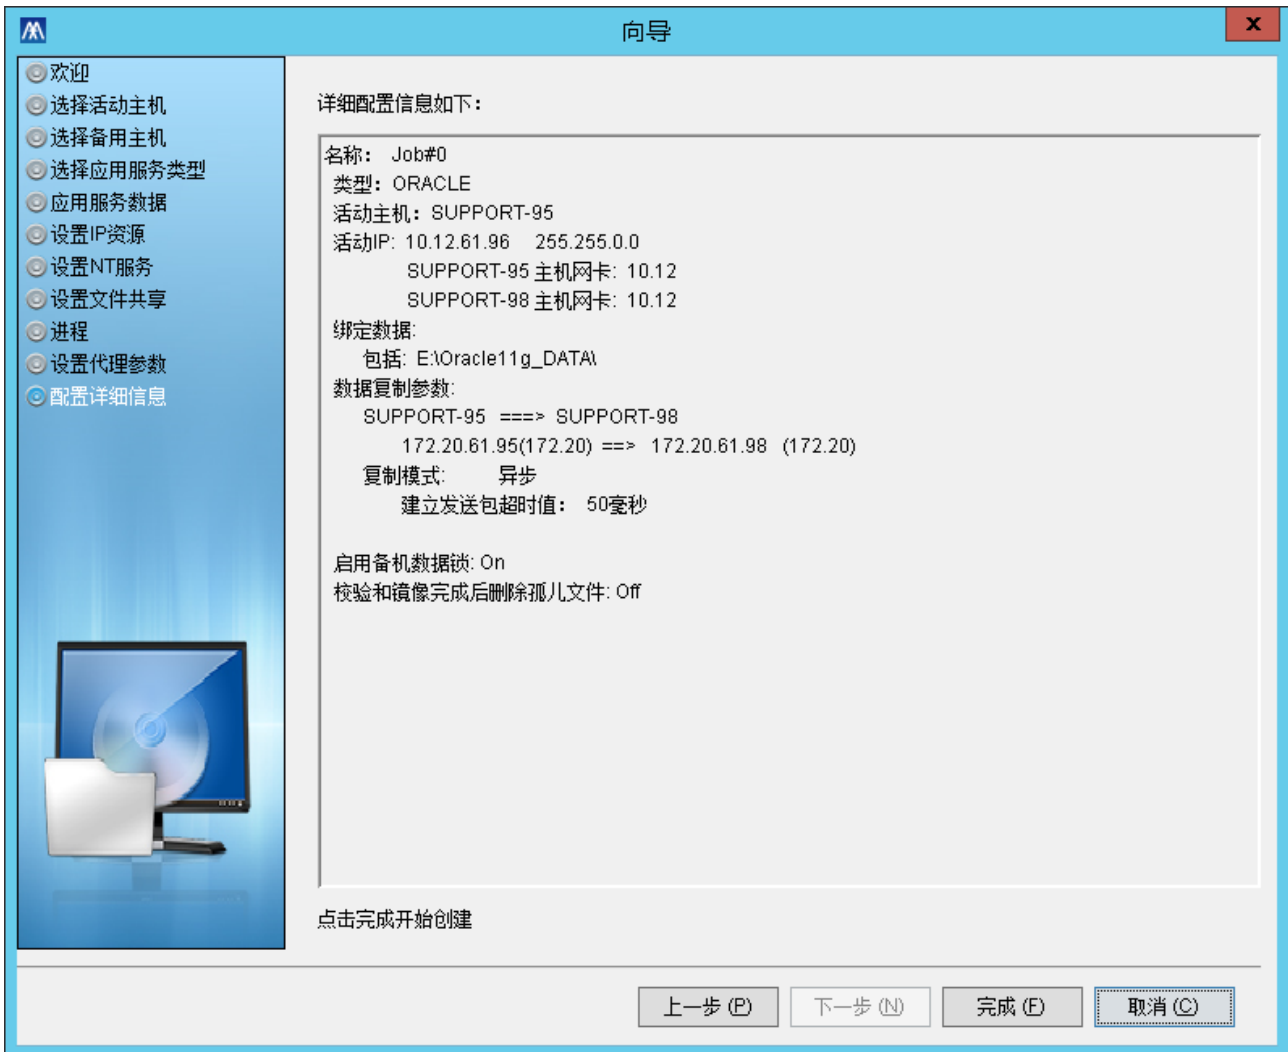 向导
欢迎
选择活动主机
选择备用主机
选择应用服务类型
应用服务数据
设置IP资源
设置NT服务
设置文件共享
进程
设置代理参数
配置详细信息
详细配置信息如下：
名称： Job#0
类型：ORACLE
活动主机：SUPPORT-95
活动IP: 10.12.61.96 255.255.0.0
SUPPORT-95 主机网卡: 10.12
SUPPORT-98 主机网卡: 10.12
绑定数据:
包括: E:\Oracle11g_DATA\
数据复制参数:
SUPPORT-95 ===> SUPPORT-98
172.20.61.95(172.20) ==> 172.20.61.98 (172.20)
复制模式: 异步
建立发送包超时值： 50毫秒
启用备机数据锁: On
校验和镜像完成后删除孤儿文件: Off
点击完成开始创建
上一步 (P)
下一步 (N)
完成 (F)
取消 (C)